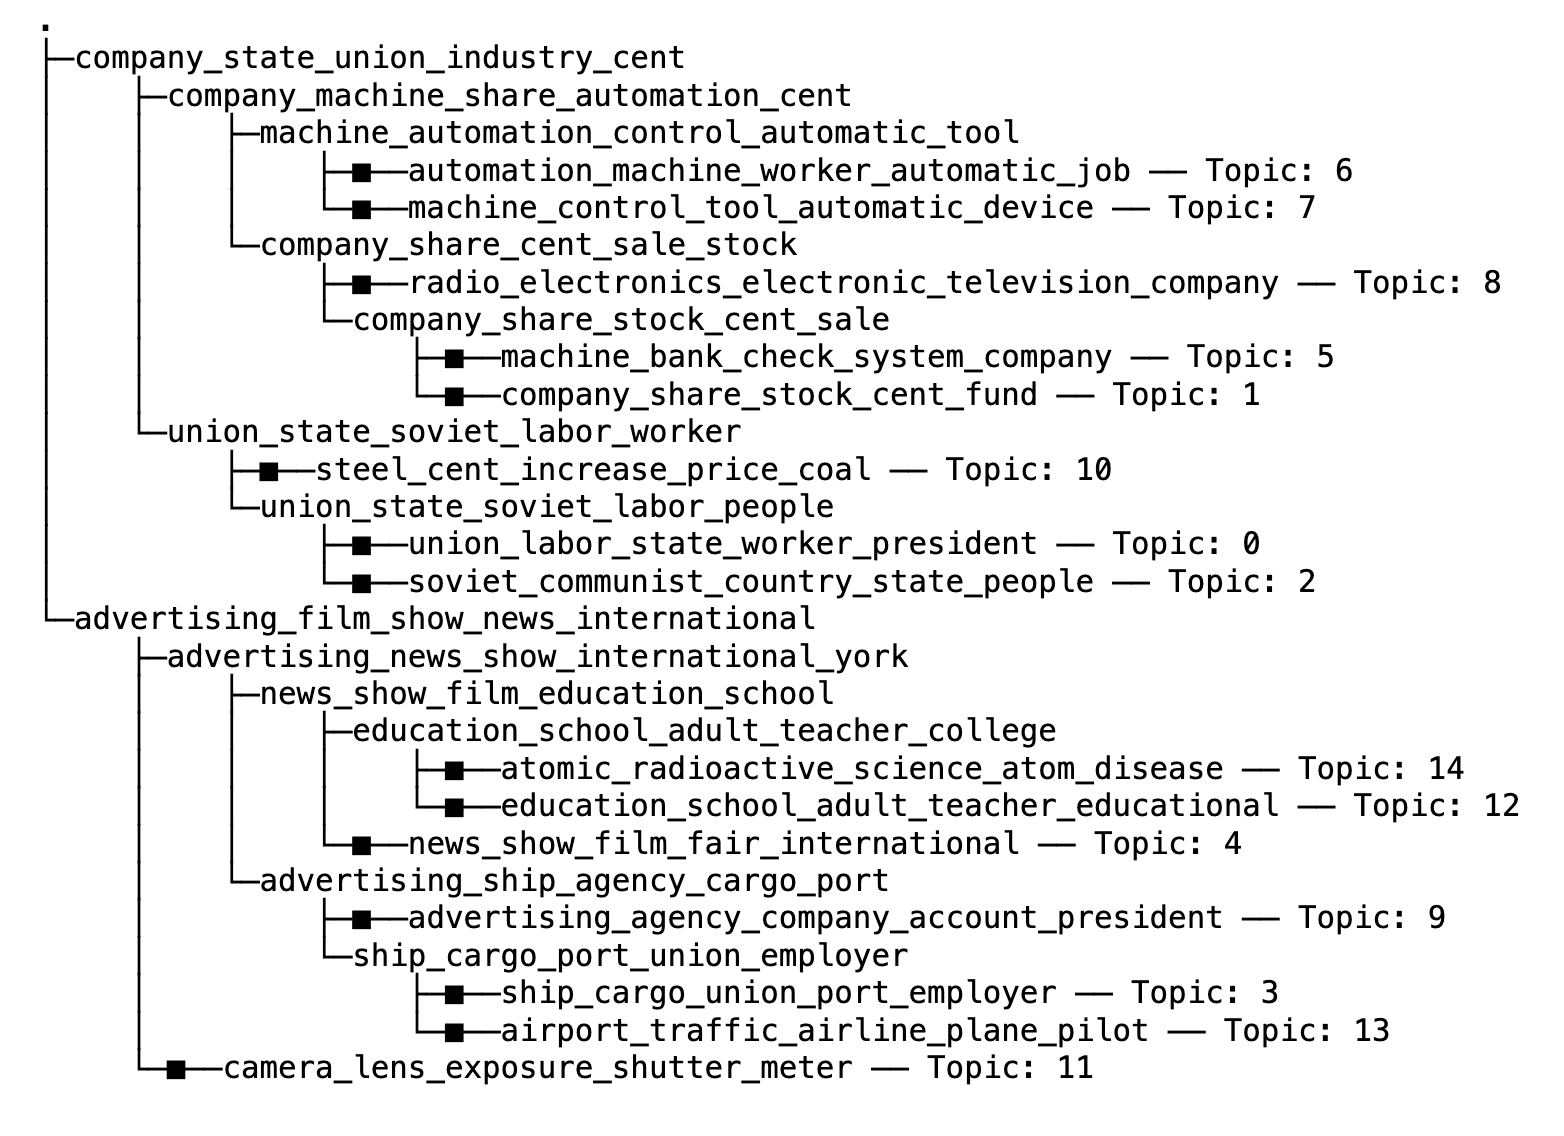 .
├─company_state_union_industry_cent
│    ├─company_machine_share_automation_cent
│    │    ├─machine_automation_control_automatic_tool
│    │    │    ├─■──automation_machine_worker_automatic_job ── Topic: 6
│    │    │    └─■──machine_control_tool_automatic_device ── Topic: 7
│    │    └─company_share_cent_sale_stock
│    │         ├─■──radio_electronics_electronic_television_company ── Topic: 8
│    │         └─company_share_stock_cent_sale
│    │              ├─■──machine_bank_check_system_company ── Topic: 5
│    │              └─■──company_share_stock_cent_fund ── Topic: 1
│    └─union_state_soviet_labor_worker
│         ├─■──steel_cent_increase_price_coal ── Topic: 10
│         └─union_state_soviet_labor_people
│              ├─■──union_labor_state_worker_president ── Topic: 0
│              └─■──soviet_communist_country_state_people ── Topic: 2
└─advertising_film_show_news_international
     ├─advertising_news_show_international_york
     │    ├─news_show_film_education_school
     │    │    ├─education_school_adult_teacher_college
     │    │    │    ├─■──atomic_radioactive_science_atom_disease ── Topic: 14
     │    │    │    └─■──education_school_adult_teacher_educational ── Topic: 12
     │    │    └─■──news_show_film_fair_international ── Topic: 4
     │    └─advertising_ship_agency_cargo_port
     │         ├─■──advertising_agency_company_account_president ── Topic: 9
     │         └─ship_cargo_port_union_employer
     │              ├─■──ship_cargo_union_port_employer ── Topic: 3
     │              └─■──airport_traffic_airline_plane_pilot ── Topic: 13
     └─■──camera_lens_exposure_shutter_meter ── Topic: 11